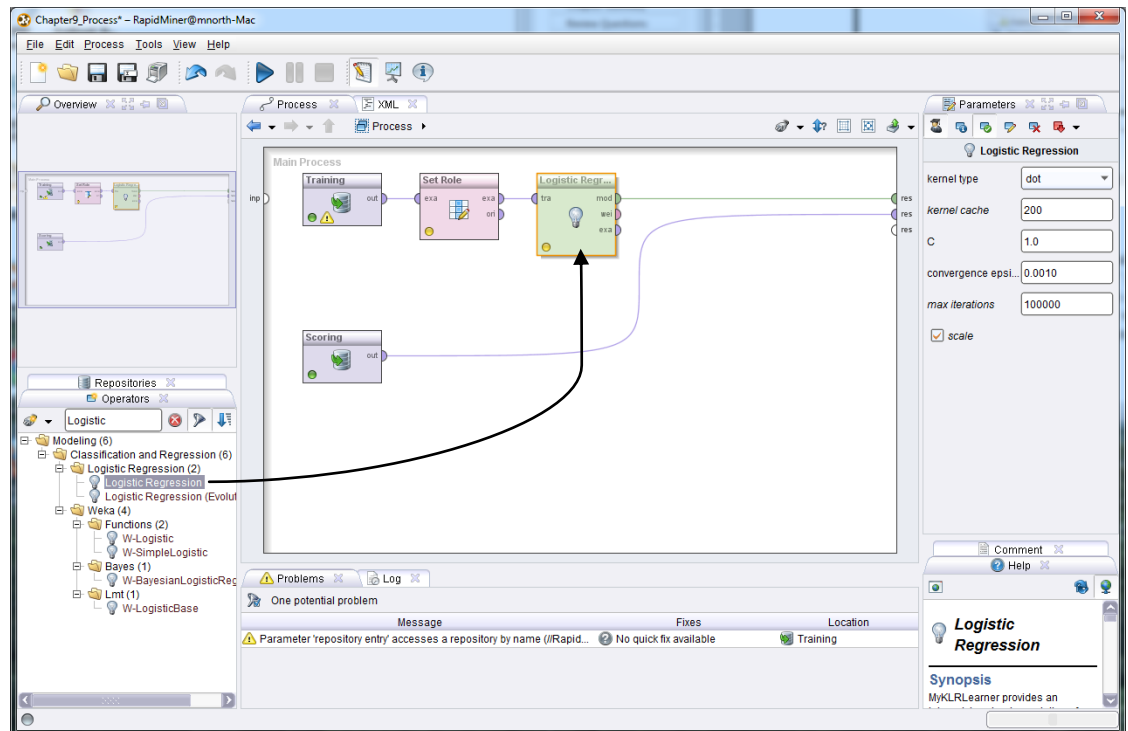 Chapter9_Process* – RapidMiner@mnorth-Mac
File Edit Process Tools View Help
Overview
Process XML
Process
Main Process
inp
Training
out
Set Role
exa exa
ori
Logistic Regr...
tra mod
wei
exa
res
res
res
Scoring
out
Repositories
Operators
Logistic
Modeling (6)
Classification and Regression (6)
Logistic Regression (2)
Logistic Regression
Logistic Regression (Evolut
Weka (4)
Functions (2)
W-Logistic
W-SimpleLogistic
Bayes (1)
W-BayesianLogisticReg
Lmt (1)
W-LogisticBase
Problems Log
One potential problem
Message Fixes Location
Parameter 'repository entry' accesses a repository by name (//Rapid... No quick fix available Training
Parameters
Logistic Regression
kernel type dot
kernel cache 200
C 1.0
convergence epsi... 0.0010
max iterations 100000
scale
Comment
Help
Logistic
Regression
Synopsis
MyKLRLearner provides an